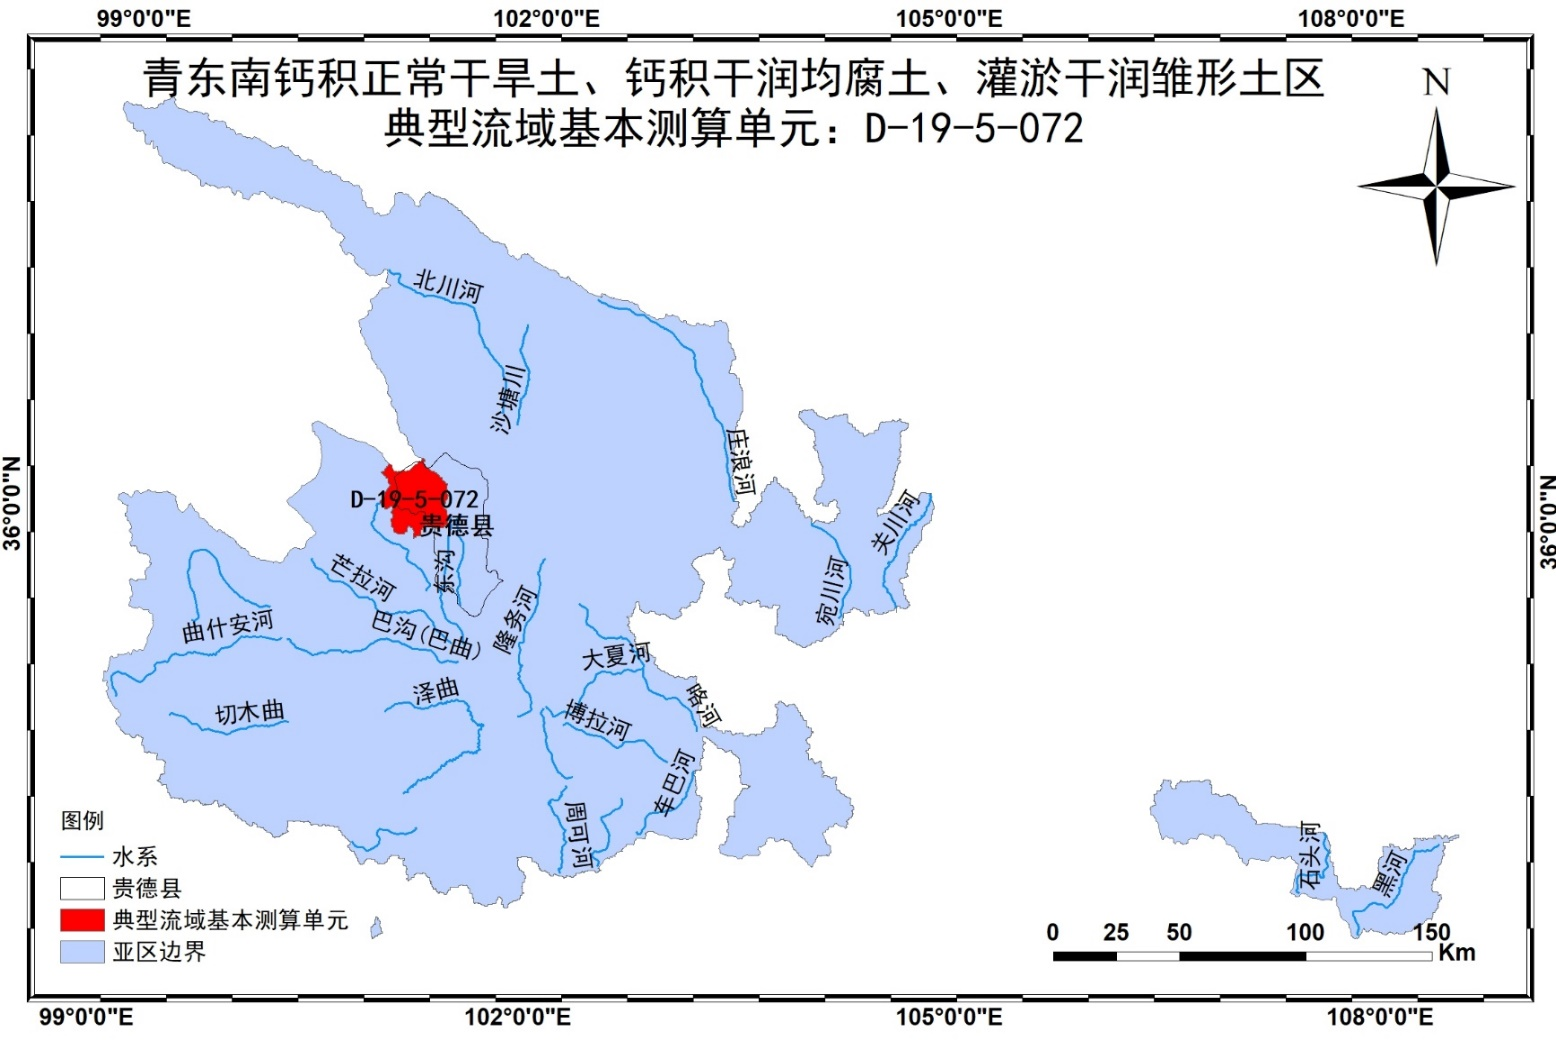 99°0'0"E 102°0'0"E 105°0'0"E 108°0'0"E
青东南钙积正常干旱土、钙积干润均腐土、灌淤干润雏形土区
典型流域基本测算单元：D-19-5-072
N
北川河
沙塘川
庄浪河
36°0'0"N
36°0'0"N
D-19-5-072
贵德县
关川河
宛川河
东沟
芒拉河
巴沟(巴曲)
隆务河
曲什安河
大夏河
泽曲
洮河
切木曲
博拉河
车巴河
周可河
石头河
黑河
图例
水系
贵德县
典型流域基本测算单元
亚区边界
0 25 50 100 150
Km
99°0'0"E 102°0'0"E 105°0'0"E 108°0'0"E